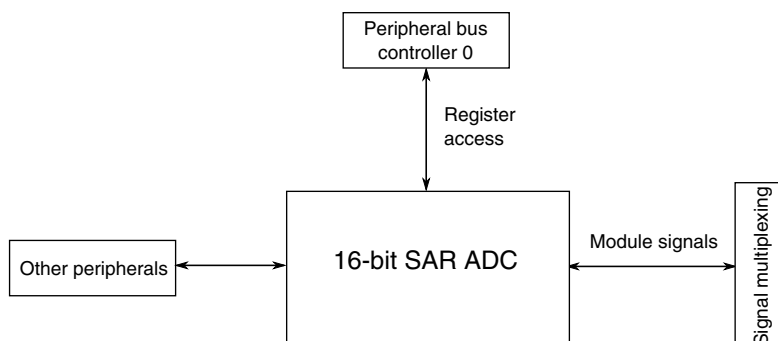 Peripheral bus
controller 0
Register
access
Other peripherals
16-bit SAR ADC
Module signals
Signal multiplexing